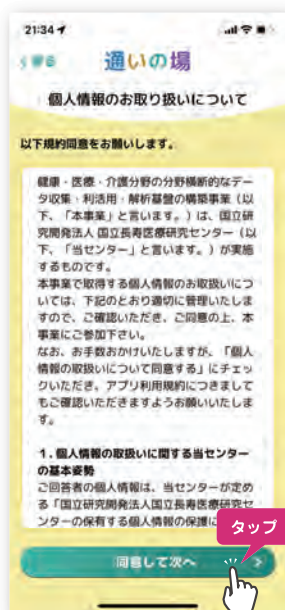 21:34
戻る
通いの場
個人情報のお取り扱いについて
以下規約同意をお願いします。
健康・医療・介護分野の分野横断的なデー
タ収集・利活用・解析基盤の構築事業（以
下、「本事業」と言います。）は、国立研
究開発法人 国立長寿医療研究センター（以
下、「当センター」と言います。）が実施
するものです。
本事業で取得する個人情報のお取扱いにつ
いては、下記のとおり適切に管理いたしま
すので、ご確認いただき、ご同意の上、本
事業にご参加下さい。
なお、お手数おかけいたしますが、「個人
情報の取扱いについて同意する」にチェッ
クいただき、アプリ利用規約につきまして
もご確認いただきますようお願いいたしま
す。
1．個人情報の取扱いに関する当センター
の基本姿勢
ご回答者の個人情報は、当センターが定め
る「国立研究開発法人国立長寿医療研究セ
ンターの保有する個人情報の保護に
タップ
同意して次へ